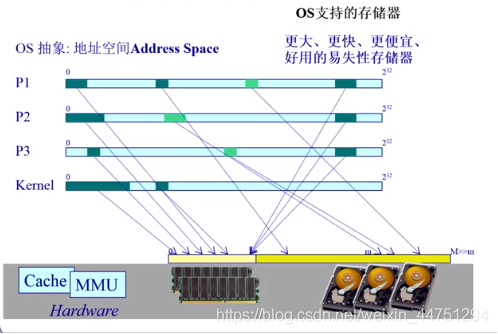 OS支持的存储器
OS 抽象: 地址空间Address Space
更大、更快、更便宜、
好用的易失性存储器
P1
0
2^32
P2
0
2^32
P3
0
2^32
Kernel
0
2^32
0
m
M>>m
Cache
MMU
Hardware
https://blog.csdn.net/weixin_44751294